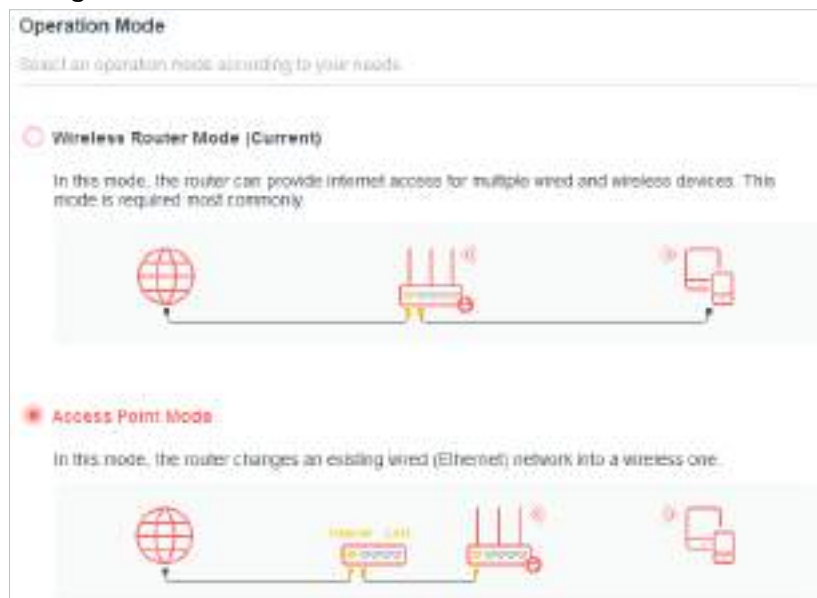 Operation Mode
Select an operation mode according to your needs.
Wireless Router Mode (Current)
In this mode, the router can provide internet access for multiple wired and wireless devices. This
mode is required most commonly.
Access Point Mode
In this mode, the router changes an existing wired (Ethernet) network into a wireless one.
Internet LAN